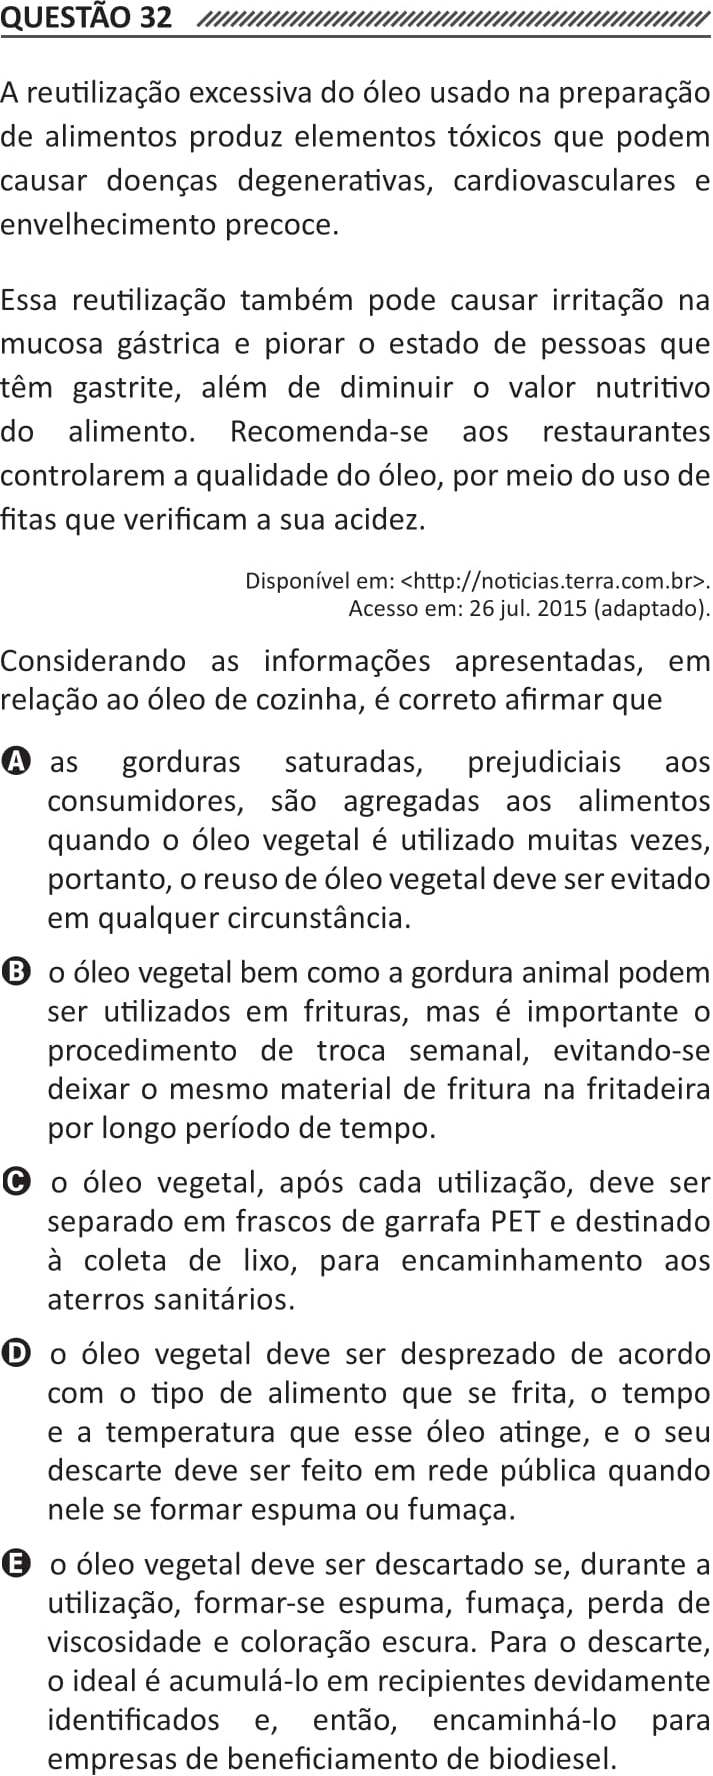 QUESTÃO 32
A reutilização excessiva do óleo usado na preparação
de alimentos produz elementos tóxicos que podem
causar doenças degenerativas, cardiovasculares e
envelhecimento precoce.
Essa reutilização também pode causar irritação na
mucosa gástrica e piorar o estado de pessoas que
têm gastrite, além de diminuir o valor nutritivo
do alimento. Recomenda-se aos restaurantes
controlarem a qualidade do óleo, por meio do uso de
fitas que verificam a sua acidez.
Disponível em: <http://noticias.terra.com.br>.
Acesso em: 26 jul. 2015 (adaptado).
Considerando as informações apresentadas, em
relação ao óleo de cozinha, é correto afirmar que
A as gorduras saturadas, prejudiciais aos
consumidores, são agregadas aos alimentos
quando o óleo vegetal é utilizado muitas vezes,
portanto, o reuso de óleo vegetal deve ser evitado
em qualquer circunstância.
B o óleo vegetal bem como a gordura animal podem
ser utilizados em frituras, mas é importante o
procedimento de troca semanal, evitando-se
deixar o mesmo material de fritura na fritadeira
por longo período de tempo.
C o óleo vegetal, após cada utilização, deve ser
separado em frascos de garrafa PET e destinado
à coleta de lixo, para encaminhamento aos
aterros sanitários.
D o óleo vegetal deve ser desprezado de acordo
com o tipo de alimento que se frita, o tempo
e a temperatura que esse óleo atinge, e o seu
descarte deve ser feito em rede pública quando
nele se formar espuma ou fumaça.
E o óleo vegetal deve ser descartado se, durante a
utilização, formar-se espuma, fumaça, perda de
viscosidade e coloração escura. Para o descarte,
o ideal é acumulá-lo em recipientes devidamente
identificados e, então, encaminhá-lo para
empresas de beneficiamento de biodiesel.